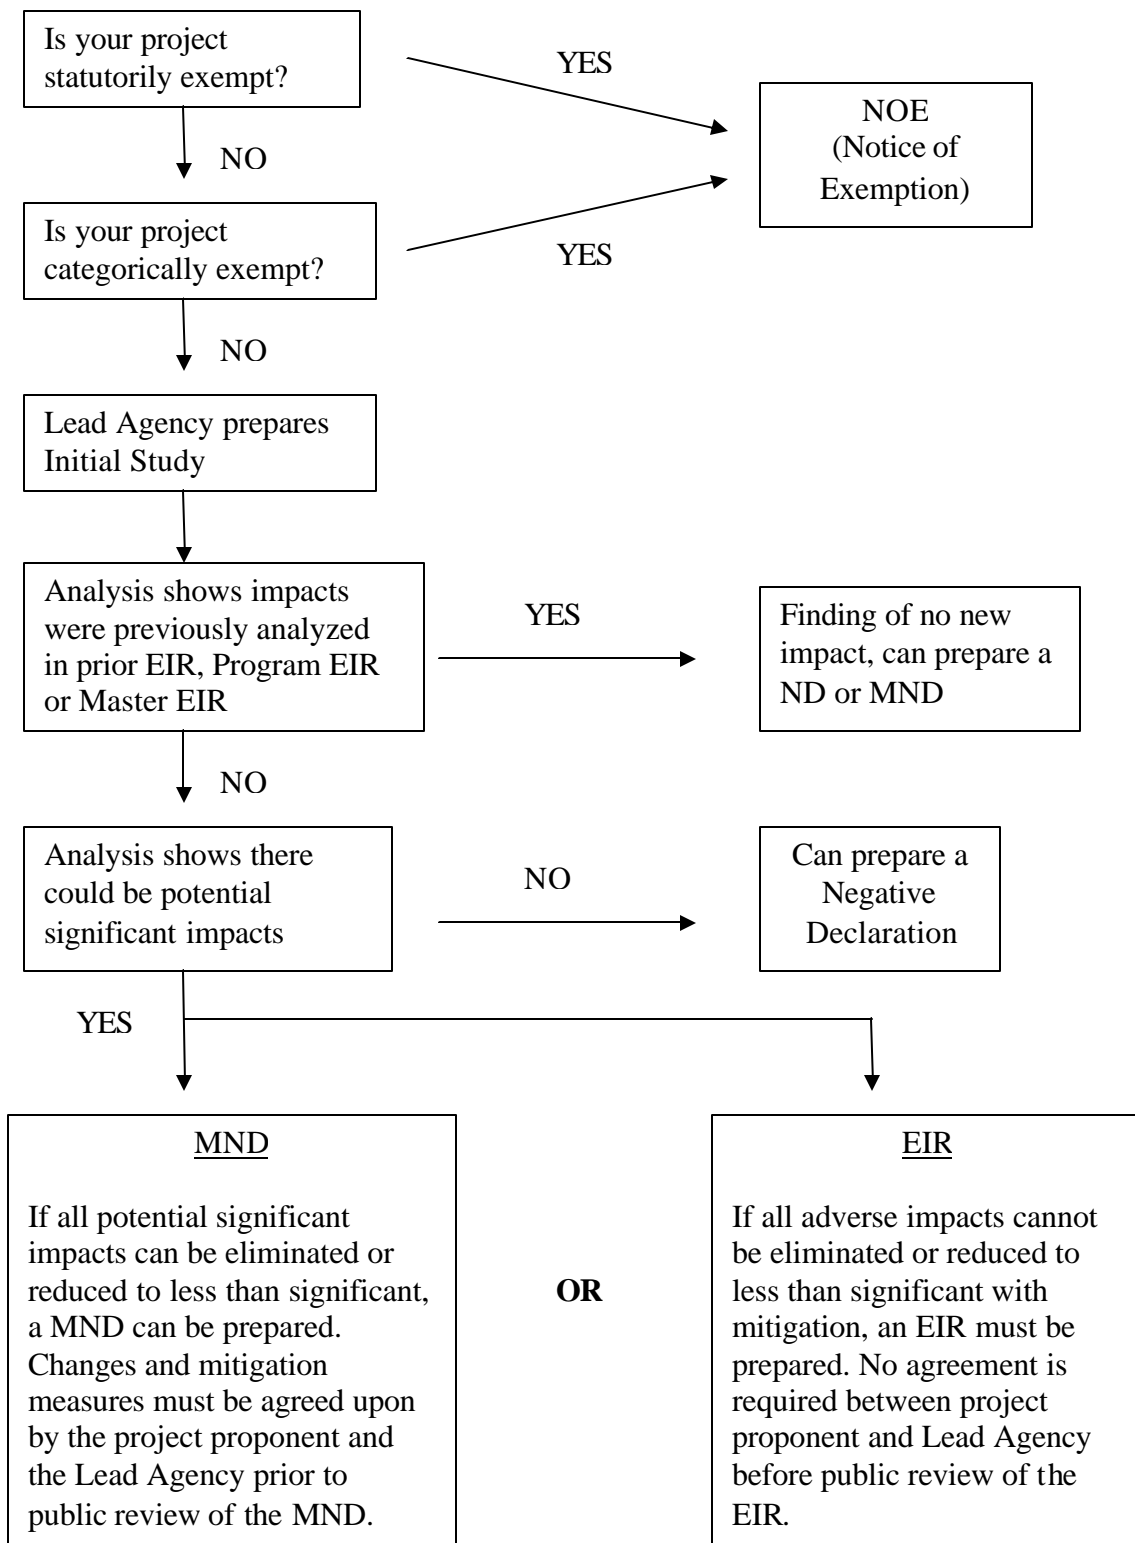 Is your project
statutorily exempt?
YES
NOE
(Notice of
Exemption)
NO
Is your project
categorically exempt?
YES
NO
Lead Agency prepares
Initial Study
Analysis shows impacts
were previously analyzed
in prior EIR, Program EIR
or Master EIR
YES
Finding of no new
impact, can prepare a
ND or MND
NO
Analysis shows there
could be potential
significant impacts
NO
Can prepare a
Negative
Declaration
YES
MND
If all potential significant
impacts can be eliminated or
reduced to less than significant,
a MND can be prepared.
Changes and mitigation
measures must be agreed upon
by the project proponent and
the Lead Agency prior to
public review of the MND.
OR
EIR
If all adverse impacts cannot
be eliminated or reduced to
less than significant with
mitigation, an EIR must be
prepared. No agreement is
required between project
proponent and Lead Agency
before public review of the
EIR.